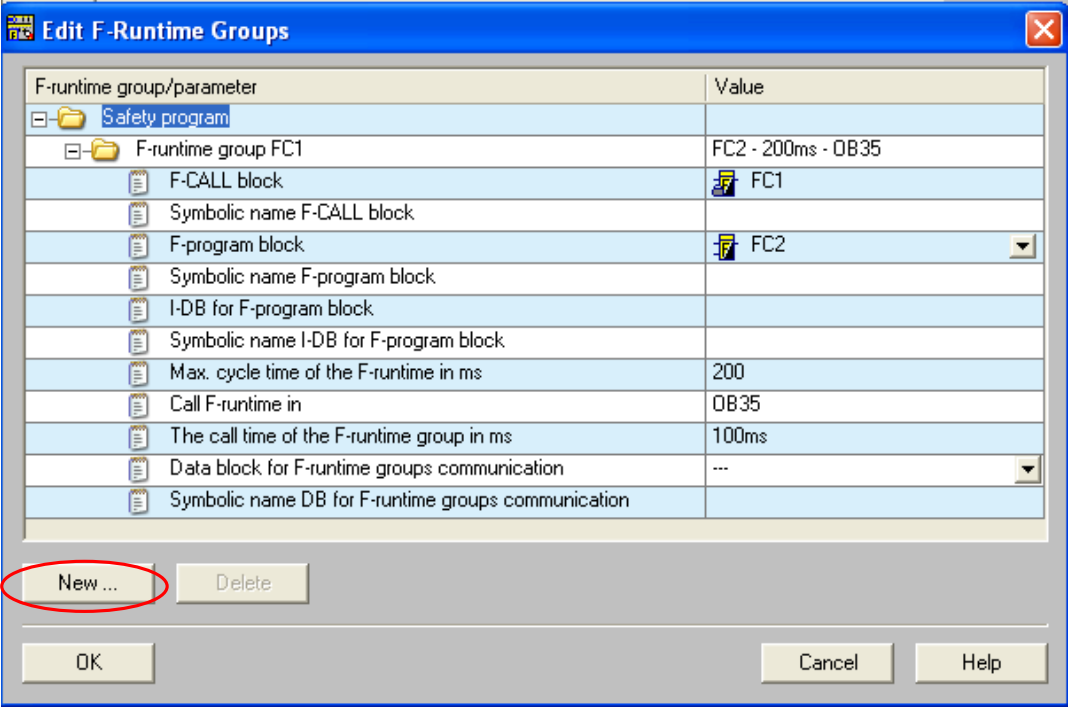 Edit F-Runtime Groups
F-runtime group/parameter Value
Safety program
F-runtime group FC1 FC2 - 200ms - OB35
F-CALL block FC1
Symbolic name F-CALL block
F-program block FC2
Symbolic name F-program block
I-DB for F-program block
Symbolic name I-DB for F-program block
Max. cycle time of the F-runtime in ms 200
Call F-runtime in OB35
The call time of the F-runtime group in ms 100ms
Data block for F-runtime groups communication ---
Symbolic name DB for F-runtime groups communication
New ... Delete
OK Cancel Help